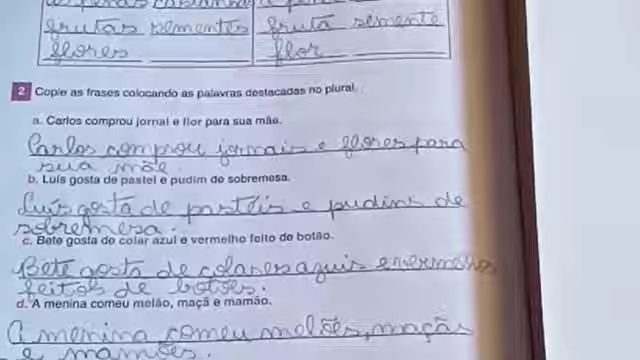 frutas sementes fruta semente
flores flor
2 Copie as frases colocando as palavras destacadas no plural.
a. Carlos comprou jornal e flor para sua mãe.
Carlos comprou jornais e flores para
sua mãe
b. Luís gosta de pastel e pudim de sobremesa.
Luís gosta de pastéis e pudins de
sobremesa.
c. Bete gosta de colar azul e vermelho feito de botão.
Bete gosta de colares azuis e vermelhos
feitos de botões.
d. A menina comeu melão, maçã e mamão.
A menina comeu melões, maçãs
e mamões.